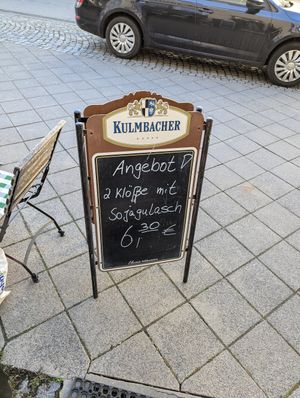 KULMBACHER
Angebot !
2 Klöße mit
Sojagulasch
6,30 €